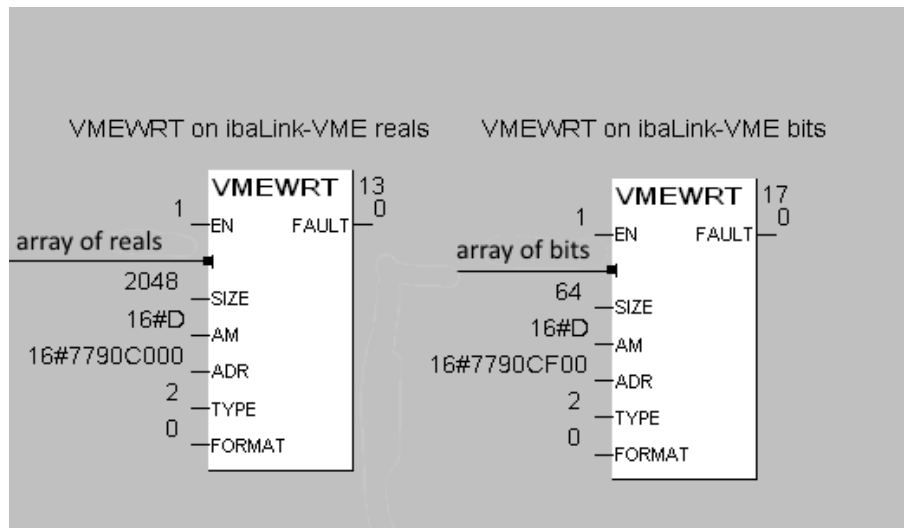 VMEWRT on ibaLink-VME reals
VMEWRT
13
1
EN
FAULT
0
array of reals
2048
SIZE
16#D
AM
16#7790C000
ADR
2
TYPE
0
FORMAT
VMEWRT on ibaLink-VME bits
VMEWRT
17
1
EN
FAULT
0
array of bits
64
SIZE
16#D
AM
16#7790CF00
ADR
2
TYPE
0
FORMAT